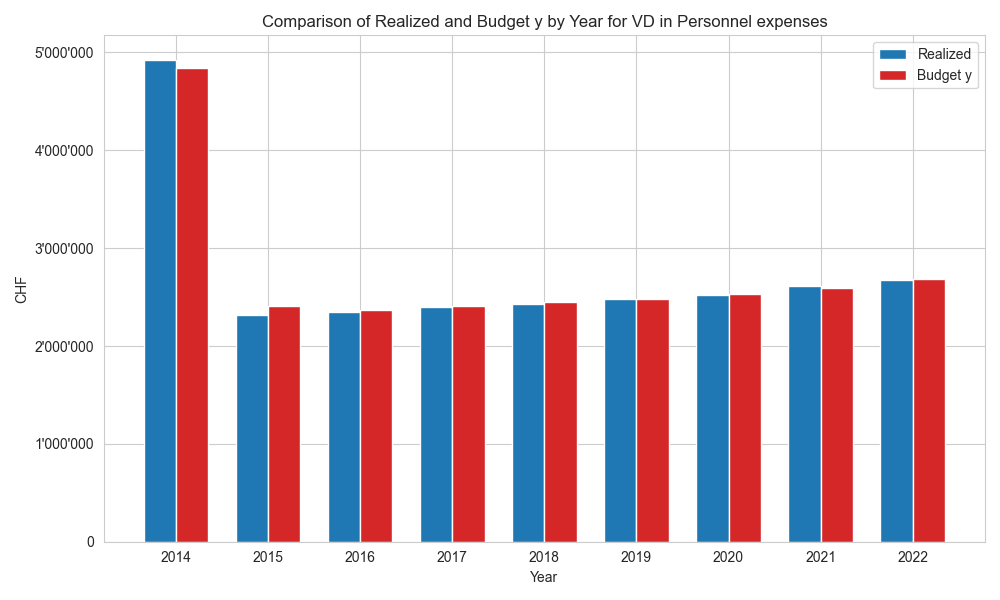 Comparison of Realized and Budget y by Year for VD in Personnel expenses
Realized
Budget y
5'000'000
4'000'000
3'000'000
2'000'000
1'000'000
0
CHF
2014 2015 2016 2017 2018 2019 2020 2021 2022
Year